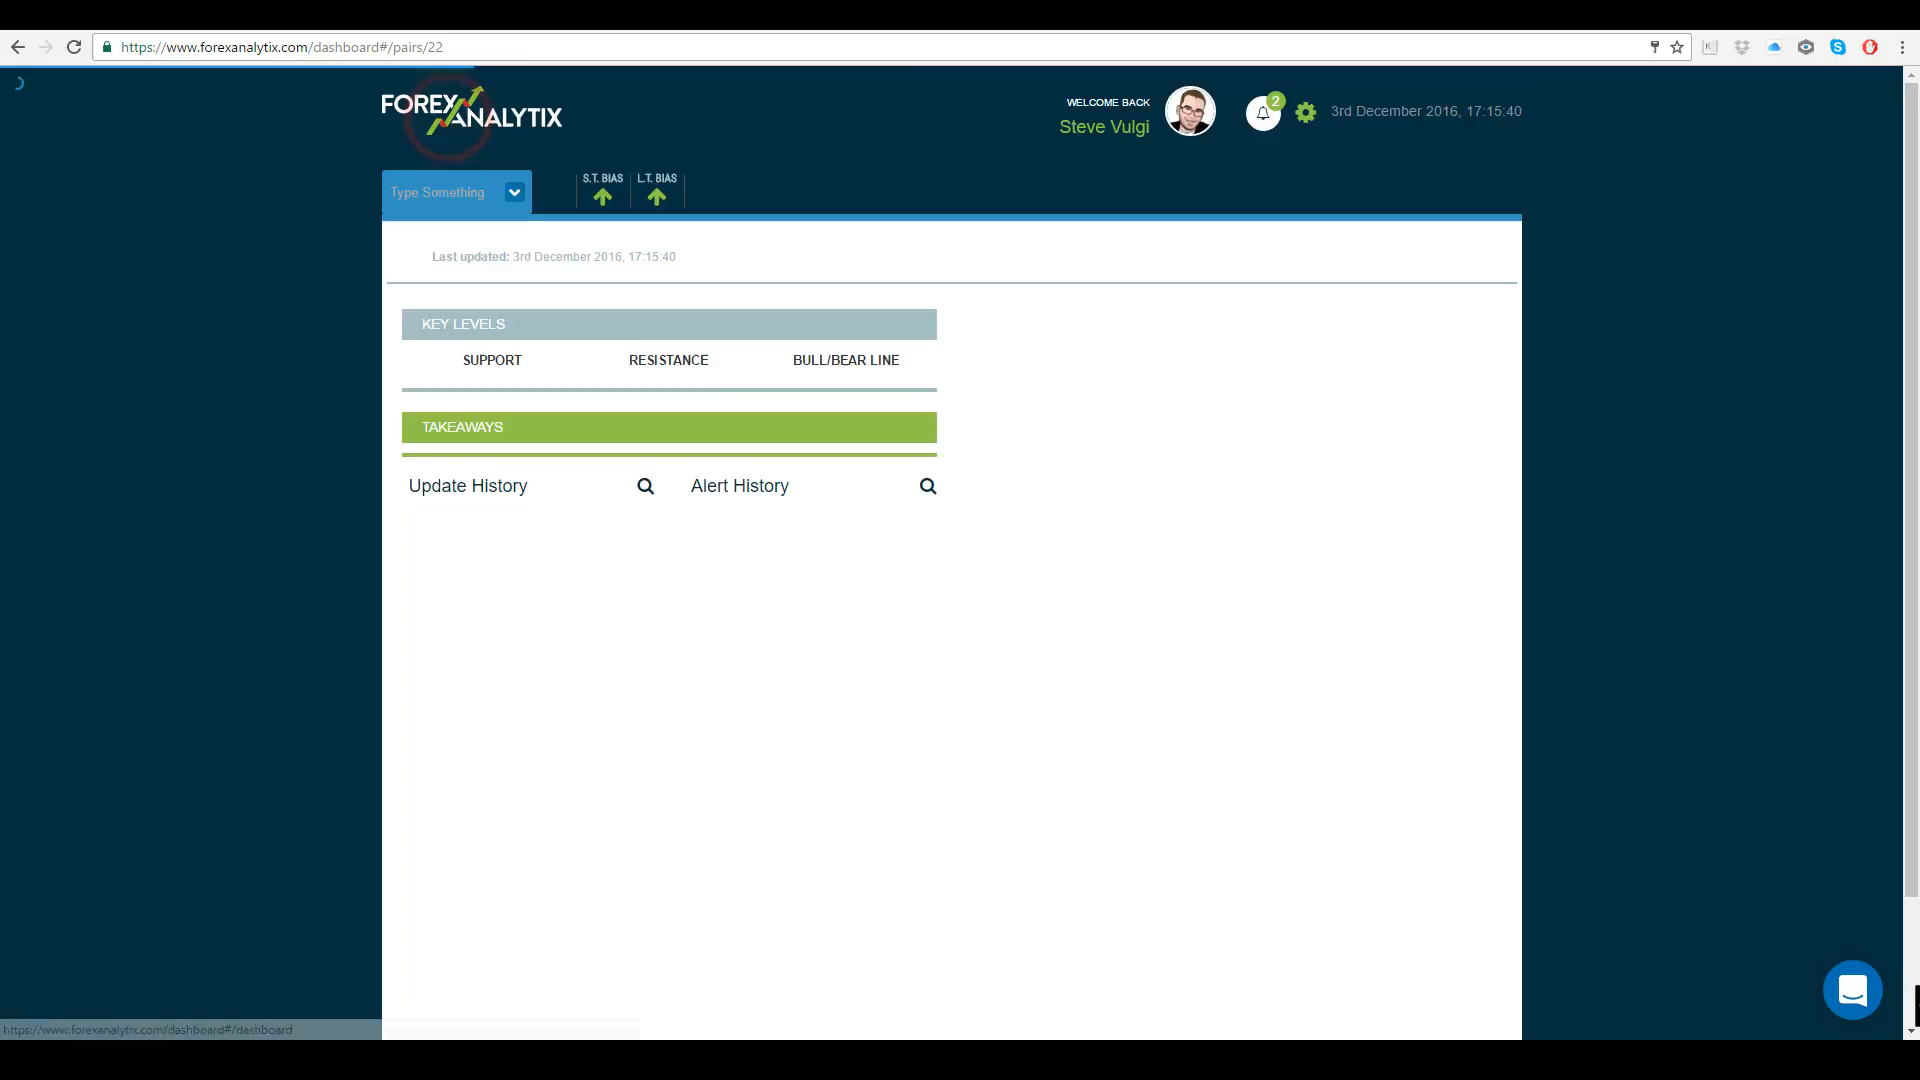 https://www.forexanalytix.com/dashboard#/pairs/22
FOREX ANALYTIX
WELCOME BACK
Steve Vulgi
2
3rd December 2016, 17:15:40
Type Something
S.T. BIAS
L.T. BIAS
Last updated: 3rd December 2016, 17:15:40
KEY LEVELS
SUPPORT
RESISTANCE
BULL/BEAR LINE
TAKEAWAYS
Update History
Alert History
https://www.forexanalytix.com/dashboard#/dashboard